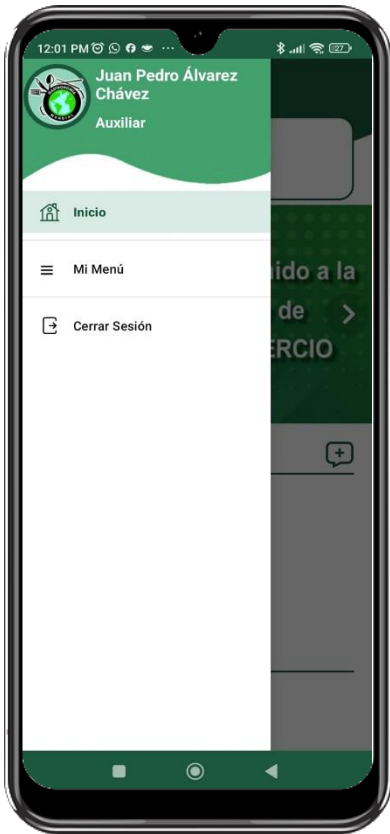 12:01 PM
27
Juan Pedro Álvarez
Chávez
Auxiliar
Inicio
ido a la
Mi Menú
de
ERCIO
Cerrar Sesión